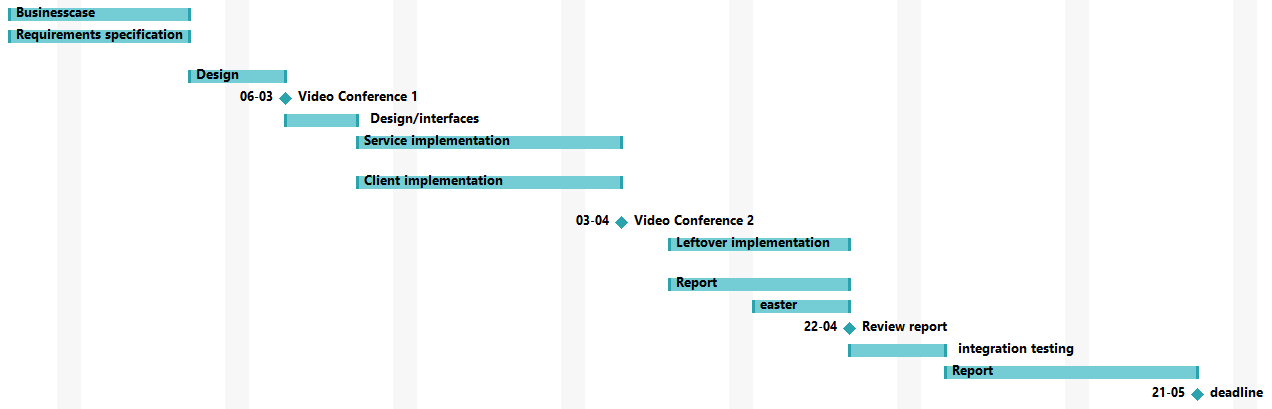 Businesscase
Requirements specification
Design
06-03 Video Conference 1
Design/interfaces
Service implementation
Client implementation
03-04 Video Conference 2
Leftover implementation
Report
easter
22-04 Review report
integration testing
Report
21-05 deadline